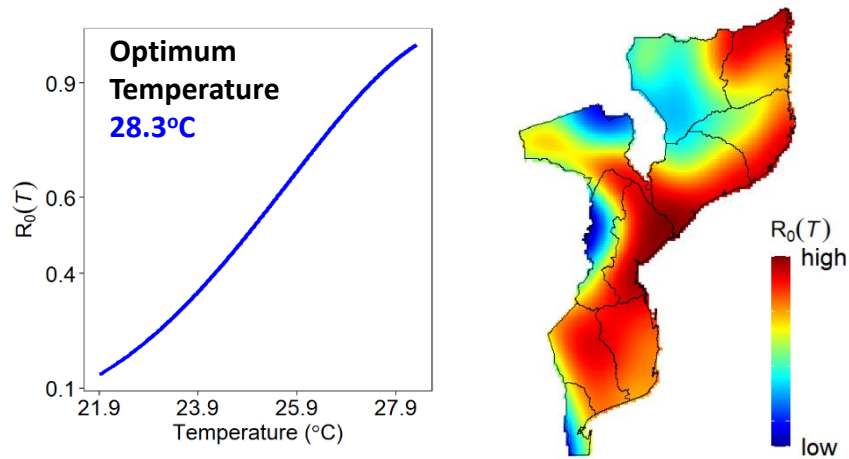 Optimum
Temperature
28.3°C
R₀(T)
0.9
0.6
0.4
0.1
21.9 23.9 25.9 27.9
Temperature (°C)
R₀(T)
high
low